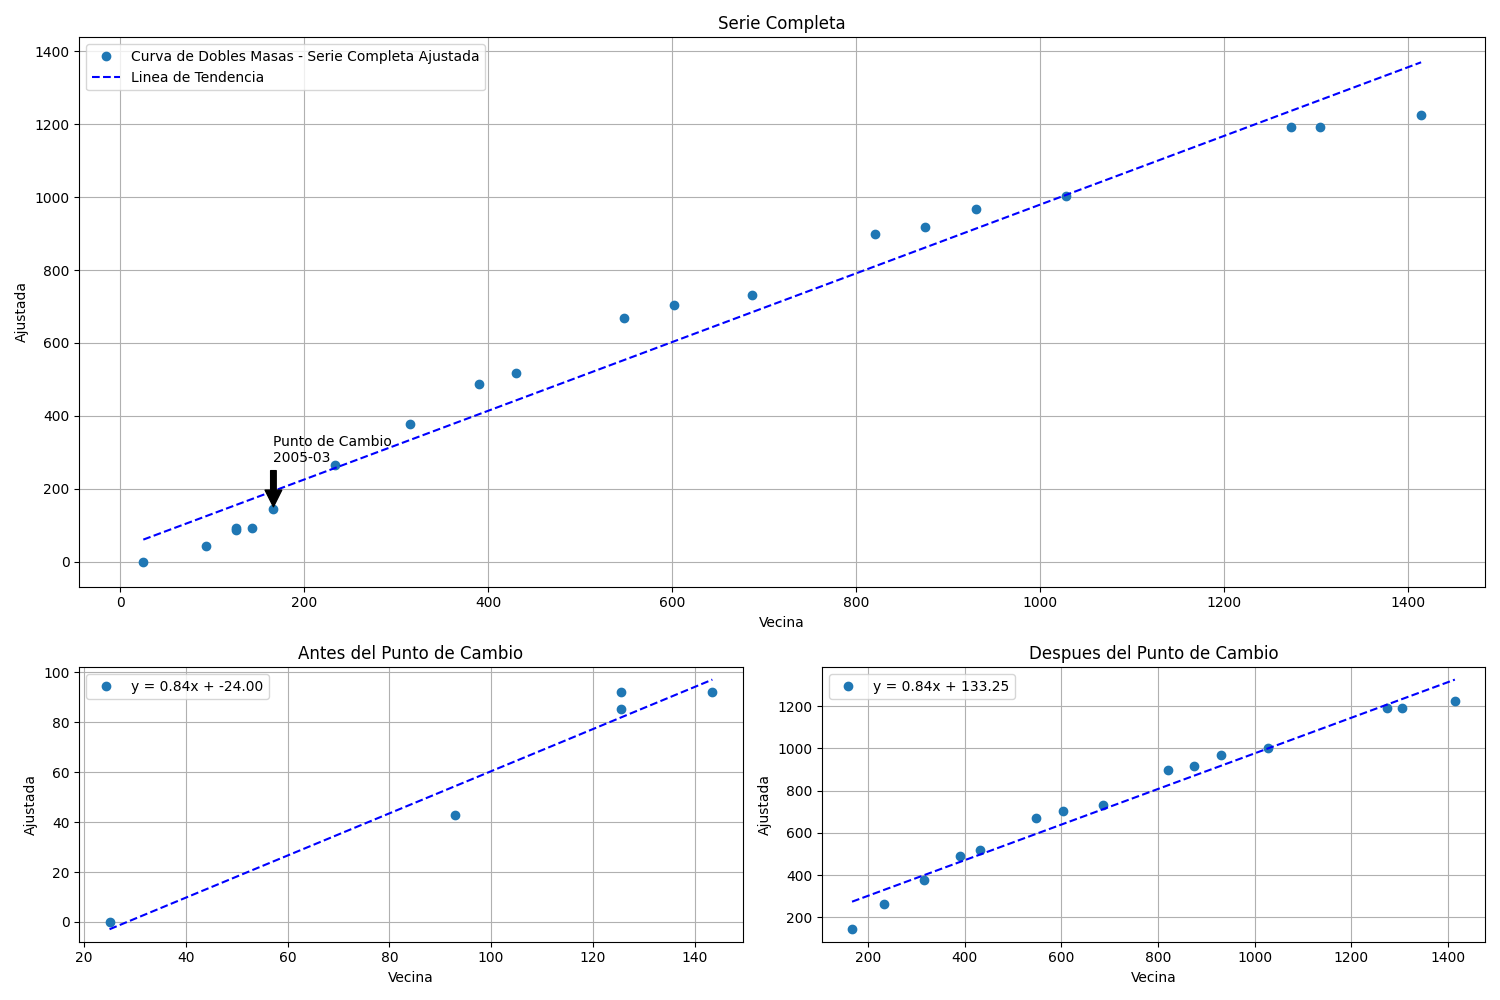 Serie Completa
Curva de Dobles Masas - Serie Completa Ajustada
Linea de Tendencia
1400
1200
1000
800
600
400
200
0
Ajustada
Punto de Cambio
2005-03
0 200 400 600 800 1000 1200 1400
Vecina
Antes del Punto de Cambio
y = 0.84x + -24.00
100
80
60
40
20
0
Ajustada
20 40 60 80 100 120 140
Vecina
Despues del Punto de Cambio
y = 0.84x + 133.25
1200
1000
800
600
400
200
Ajustada
200 400 600 800 1000 1200 1400
Vecina